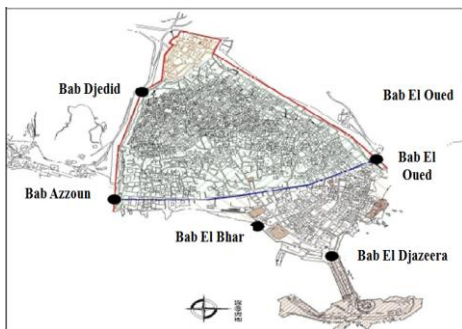 Bab Djedid
Bab El Oued
Bab El
Oued
Bab Azzoun
Bab El Bhar
Bab El Djazeera